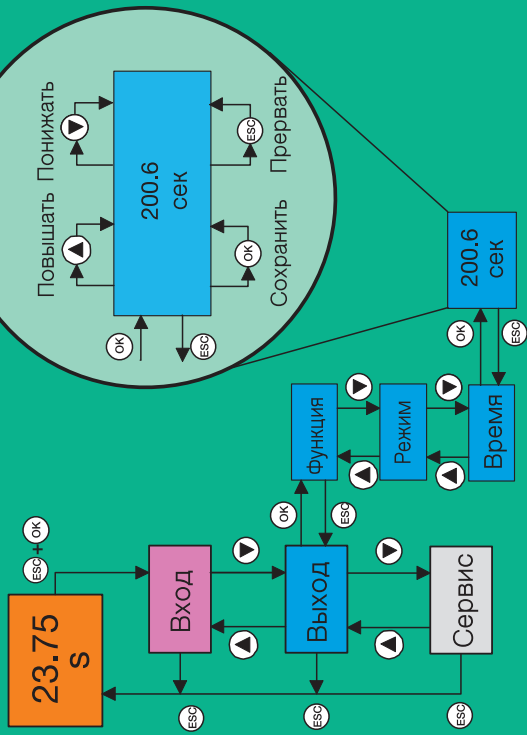 23.75
s
ESC + OK
Вход
Выход
Сервис
ESC
ESC
ESC
OK
ESC
Функция
Режим
Время
OK
ESC
200.6
сек
Повышать
Понижать
OK
ESC
200.6
сек
OK
ESC
Сохранить
Прервать